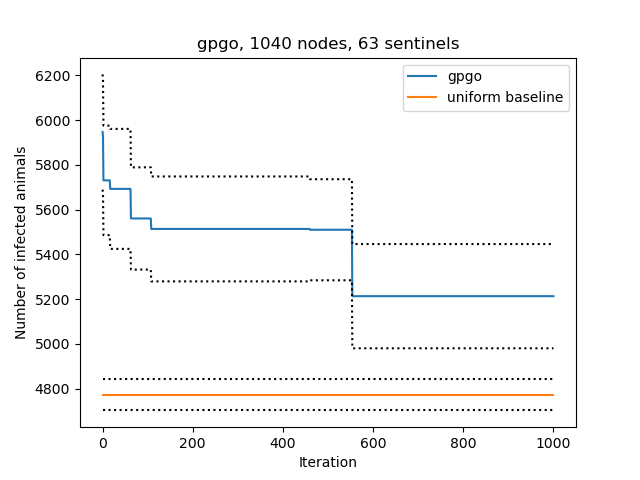 gpgo, 1040 nodes, 63 sentinels
gpgo
uniform baseline
Number of infected animals
6200
6000
5800
5600
5400
5200
5000
4800
0 200 400 600 800 1000
Iteration